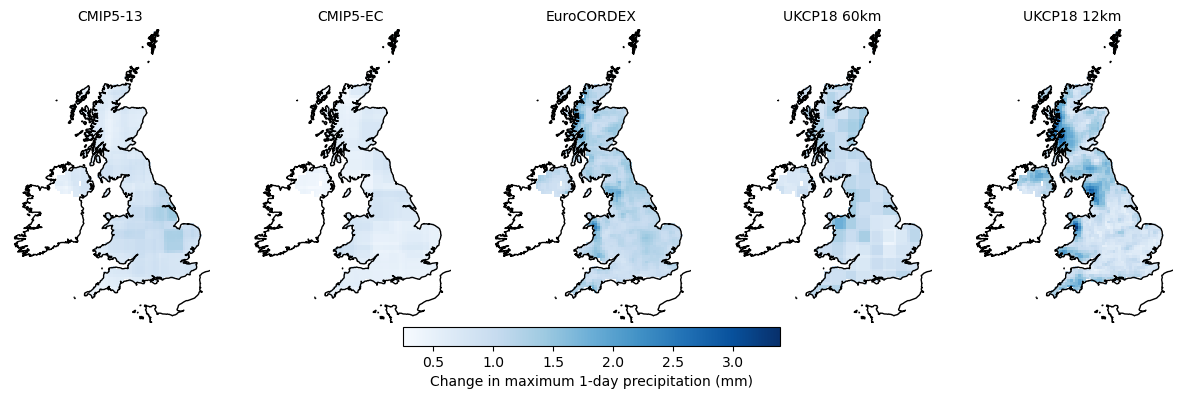 CMIP5-13
CMIP5-EC
EuroCORDEX
UKCP18 60km
UKCP18 12km
0.5 1.0 1.5 2.0 2.5 3.0
Change in maximum 1-day precipitation (mm)